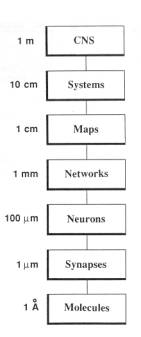 1 m CNS
10 cm Systems
1 cm Maps
1 mm Networks
100 μm Neurons
1 μm Synapses
1 Å Molecules